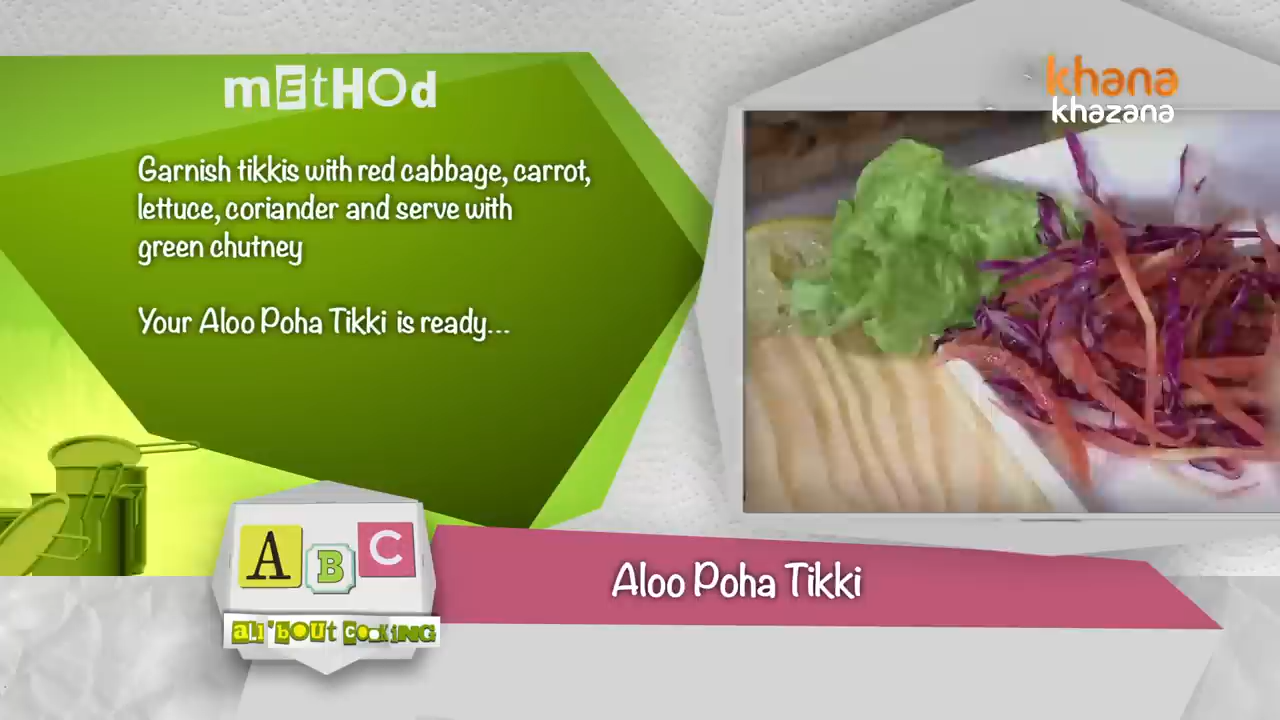 mEtHOd
khana
khazana
Garnish tikkis with red cabbage, carrot,
lettuce, coriander and serve with
green chutney
Your Aloo Poha Tikki is ready...
A B C
all 'bOUt COOKiNG
Aloo Poha Tikki